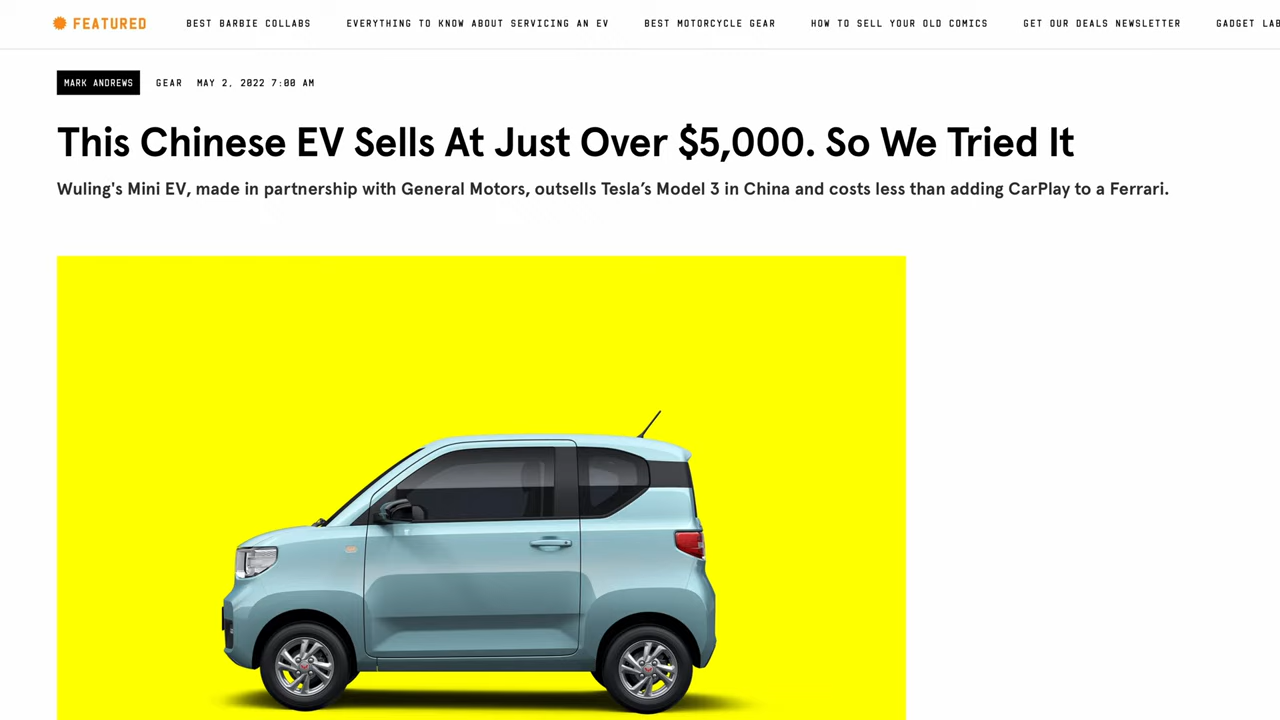 FEATURED BEST BARBIE COLLABS EVERYTHING TO KNOW ABOUT SERVICING AN EV BEST MOTORCYCLE GEAR HOW TO SELL YOUR OLD COMICS GET OUR DEALS NEWSLETTER GADGET LAB
MARK ANDREWS GEAR MAY 2, 2022 7:00 AM
This Chinese EV Sells At Just Over $5,000. So We Tried It
Wuling's Mini EV, made in partnership with General Motors, outsells Tesla’s Model 3 in China and costs less than adding CarPlay to a Ferrari.